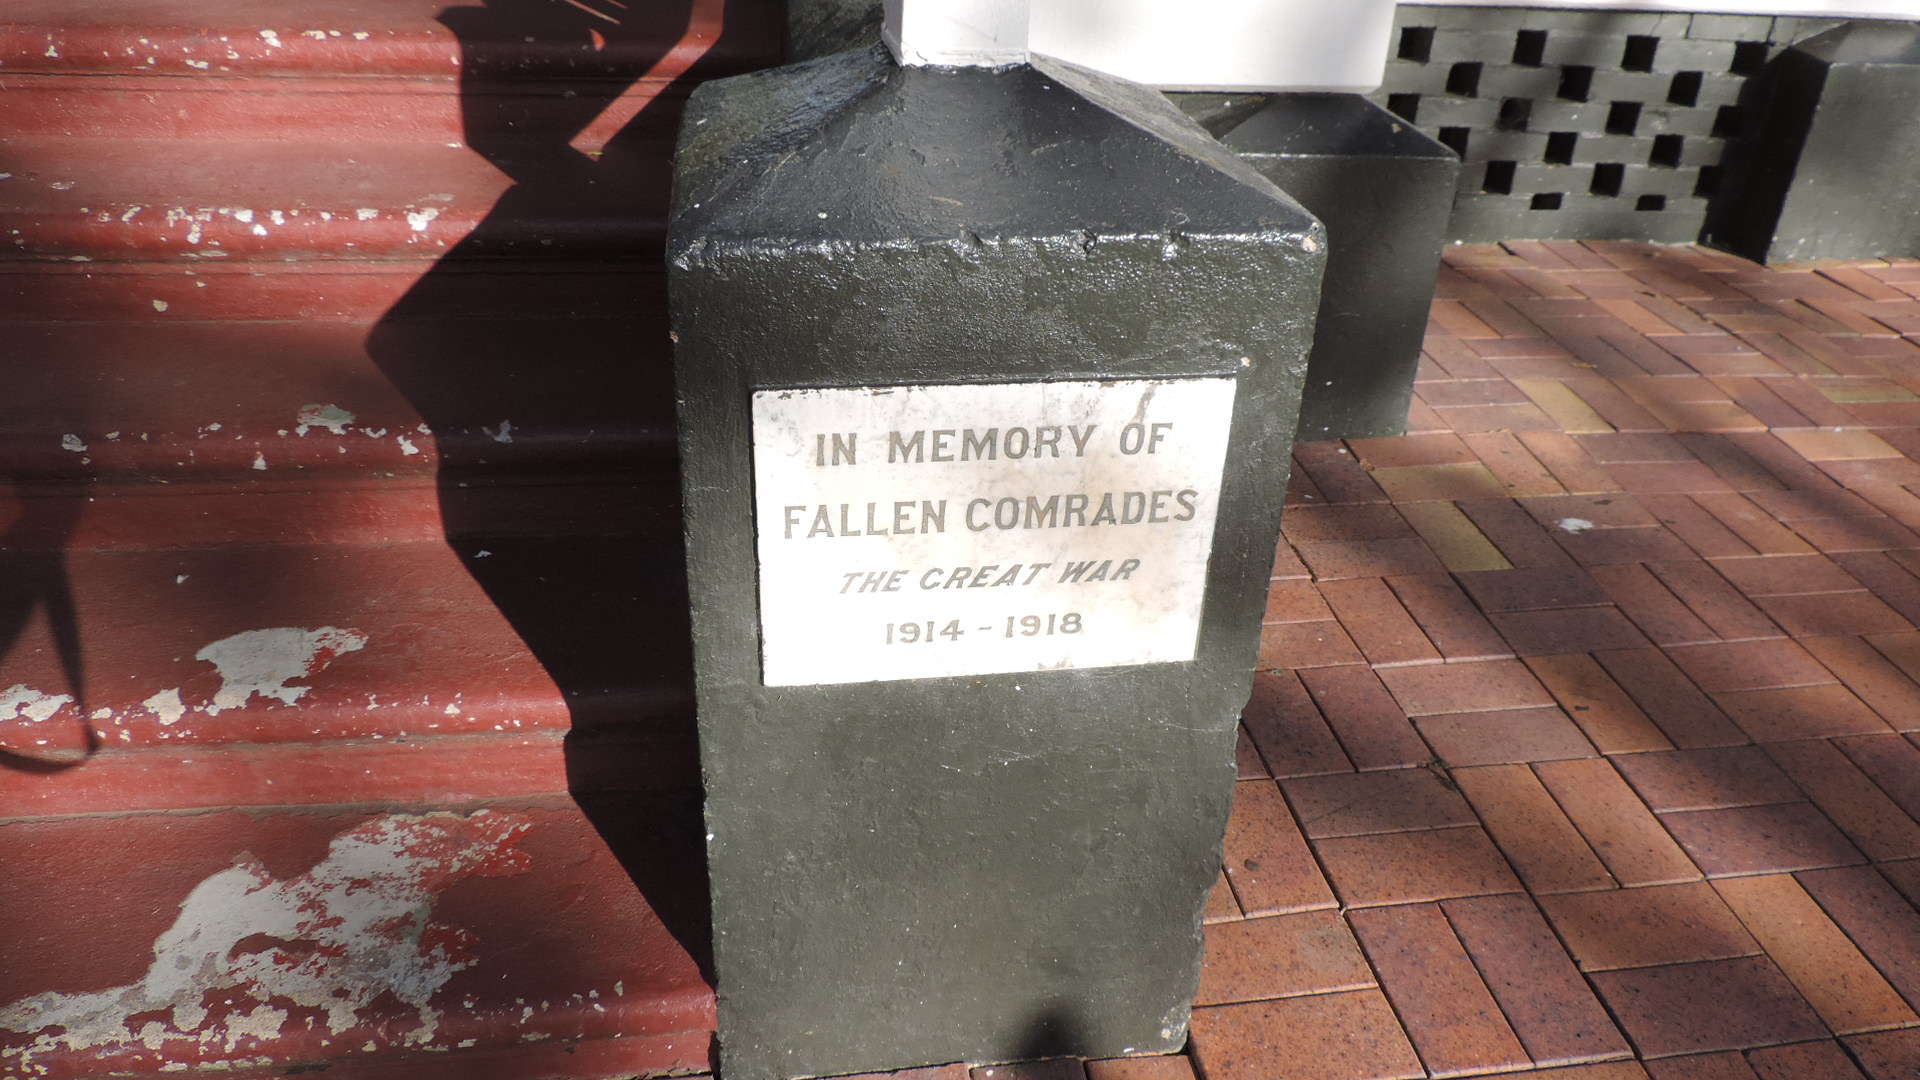 IN MEMORY OF
FALLEN COMRADES
THE GREAT WAR
1914 - 1918